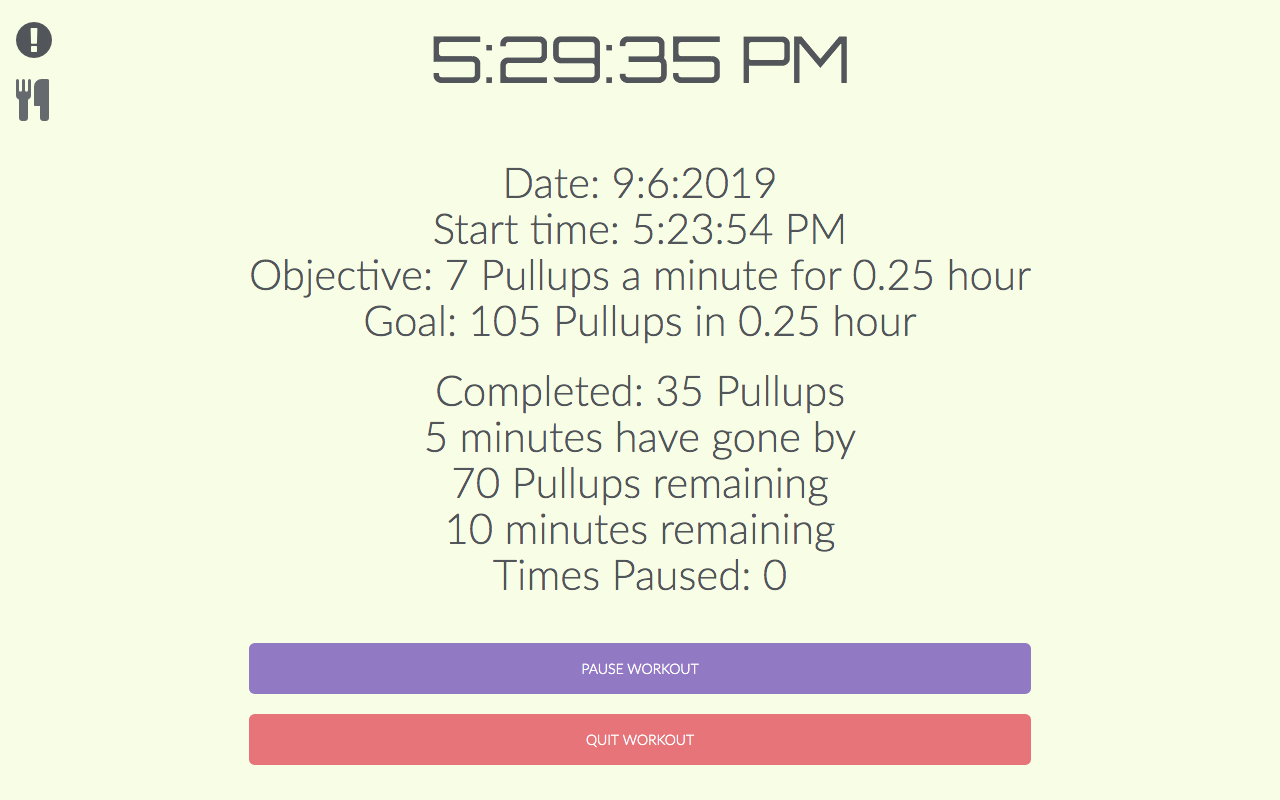 5:29:35 PM
Date: 9:6:2019
Start time: 5:23:54 PM
Objective: 7 Pullups a minute for 0.25 hour
Goal: 105 Pullups in 0.25 hour
Completed: 35 Pullups
5 minutes have gone by
70 Pullups remaining
10 minutes remaining
Times Paused: 0
PAUSE WORKOUT
QUIT WORKOUT